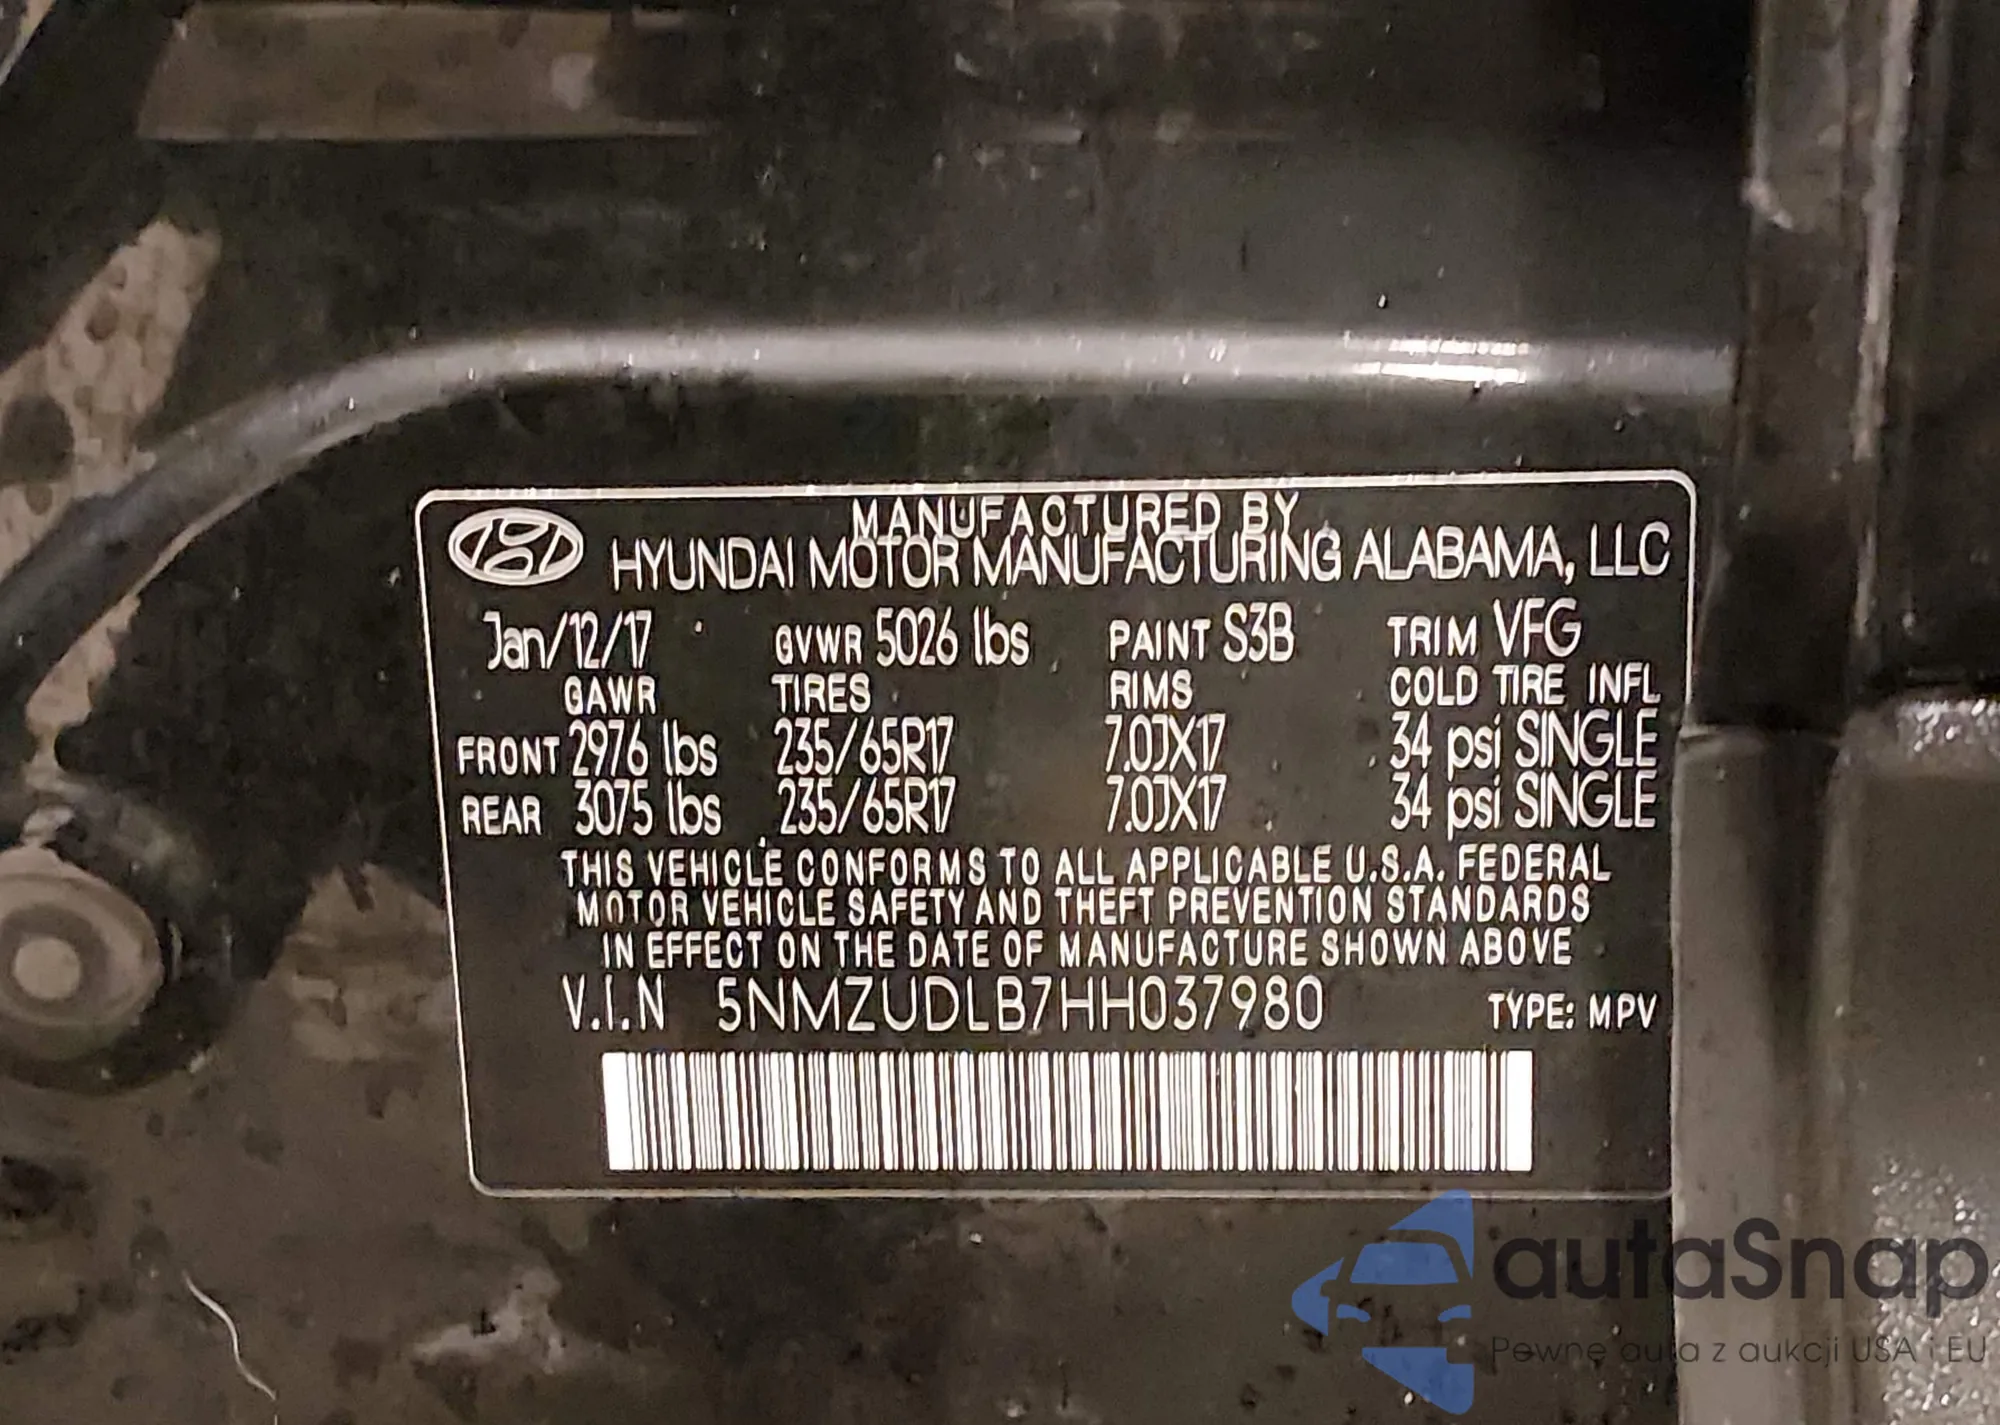 MANUFACTURED BY
HYUNDAI MOTOR MANUFACTURING ALABAMA, LLC
Jan/12/17 GVWR 5026 lbs PAINT S3B TRIM VFG
GAWR TIRES RIMS COLD TIRE INFL
FRONT 2976 lbs 235/65R17 7.0JX17 34 psi SINGLE
REAR 3075 lbs 235/65R17 7.0JX17 34 psi SINGLE
THIS VEHICLE CONFORMS TO ALL APPLICABLE U.S.A. FEDERAL
MOTOR VEHICLE SAFETY AND THEFT PREVENTION STANDARDS
IN EFFECT ON THE DATE OF MANUFACTURE SHOWN ABOVE
V.I.N 5NMZUDLB7HH037980 TYPE: MPV
autaSnap
Pewne auta z aukcji USA i EU